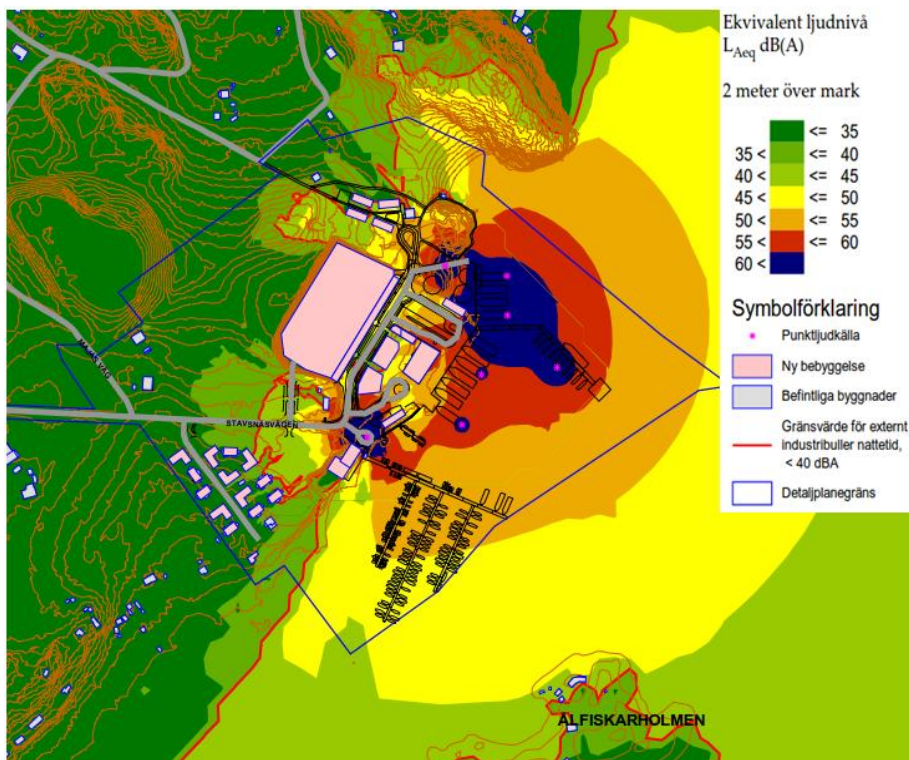 Ekvivalent ljudnivå
L_Aeq dB(A)
2 meter över mark
<= 35
35 < <= 40
40 < <= 45
45 < <= 50
50 < <= 55
55 < <= 60
60 <
Symbolförklaring
Punktljudkälla
Ny bebyggelse
Befintliga byggnader
Gränsvärde för externt
industribuller nattetid,
< 40 dBA
Detaljplanegräns
STAVSNÄSVÄGEN
ÄLFISKARHOLMEN